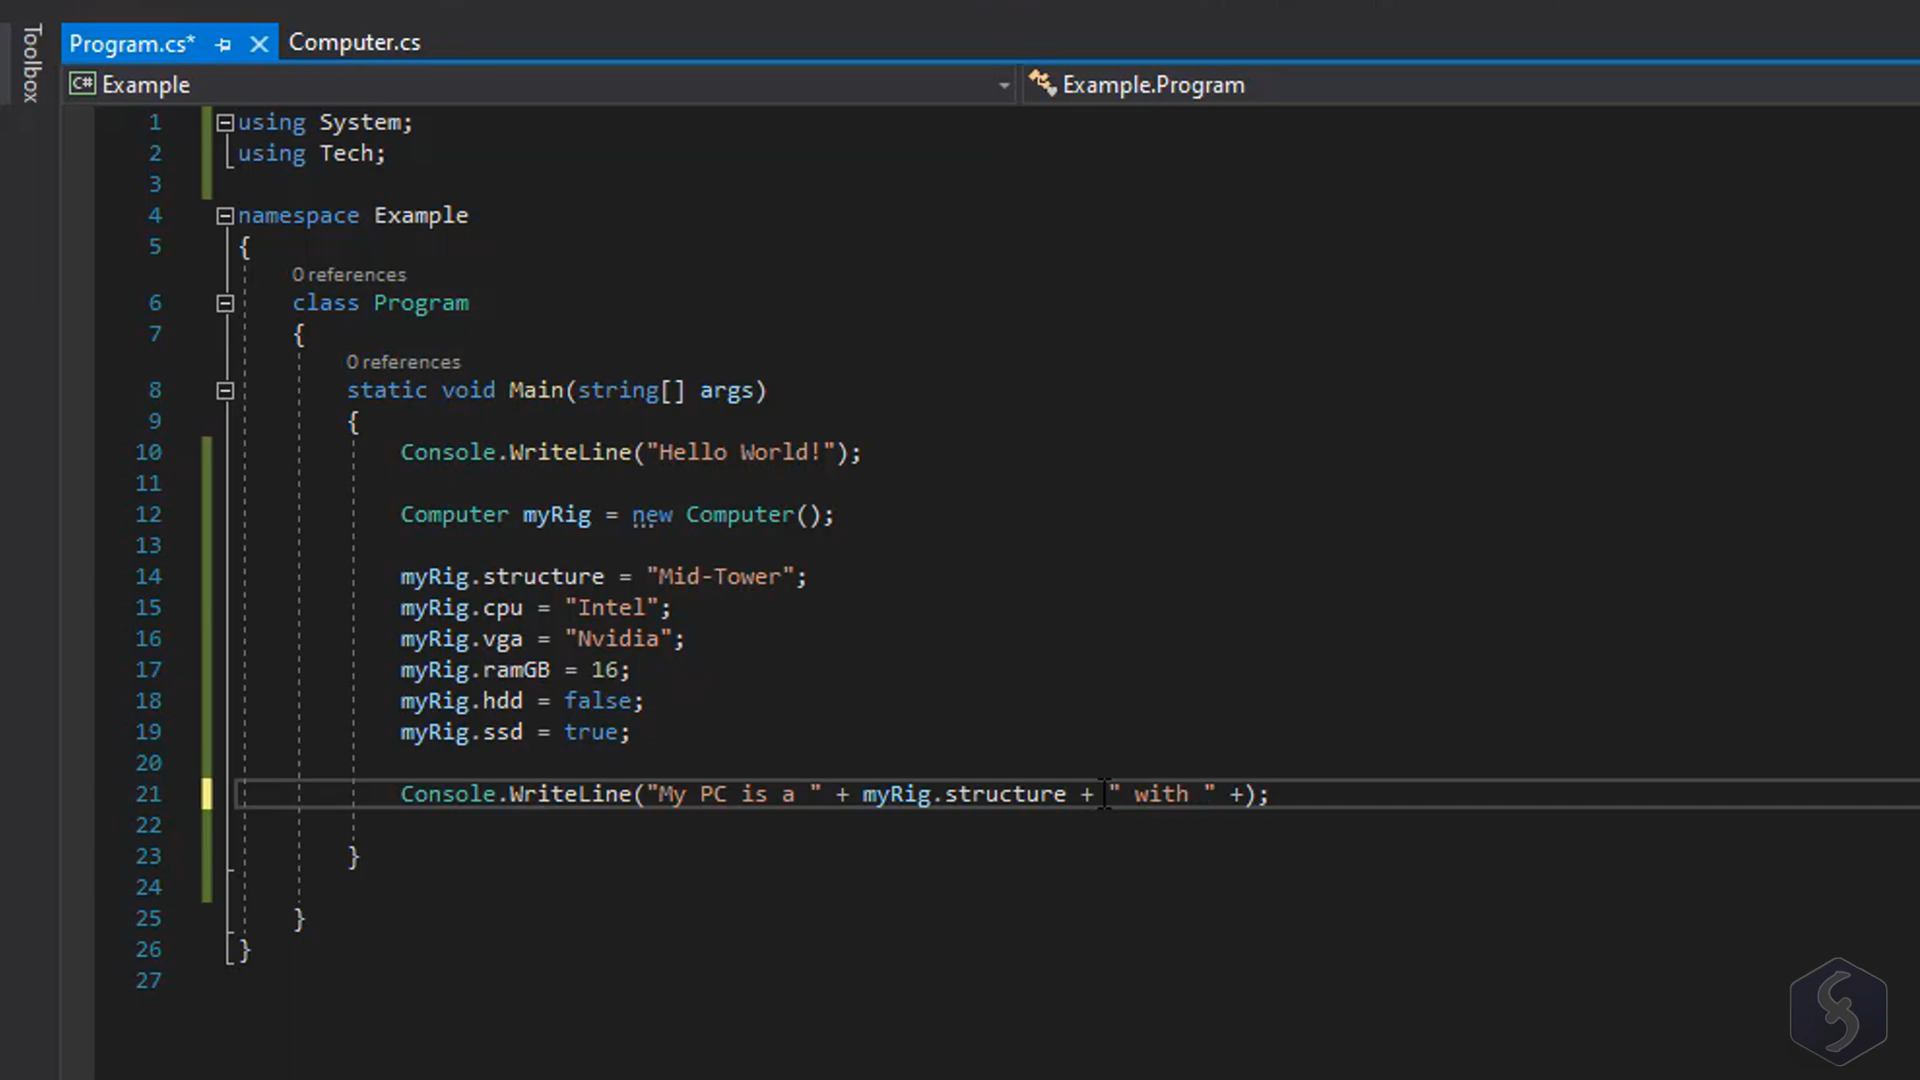 Toolbox
Program.cs*
Computer.cs
C# Example
Example.Program
1 using System;
2 using Tech;
3
4 namespace Example
5 {
0 references
6 class Program
7 {
0 references
8 static void Main(string[] args)
9 {
10 Console.WriteLine("Hello World!");
11
12 Computer myRig = new Computer();
13
14 myRig.structure = "Mid-Tower";
15 myRig.cpu = "Intel";
16 myRig.vga = "Nvidia";
17 myRig.ramGB = 16;
18 myRig.hdd = false;
19 myRig.ssd = true;
20
21 Console.WriteLine("My PC is a " + myRig.structure + " with " +);
22
23 }
24
25 }
26 }
27